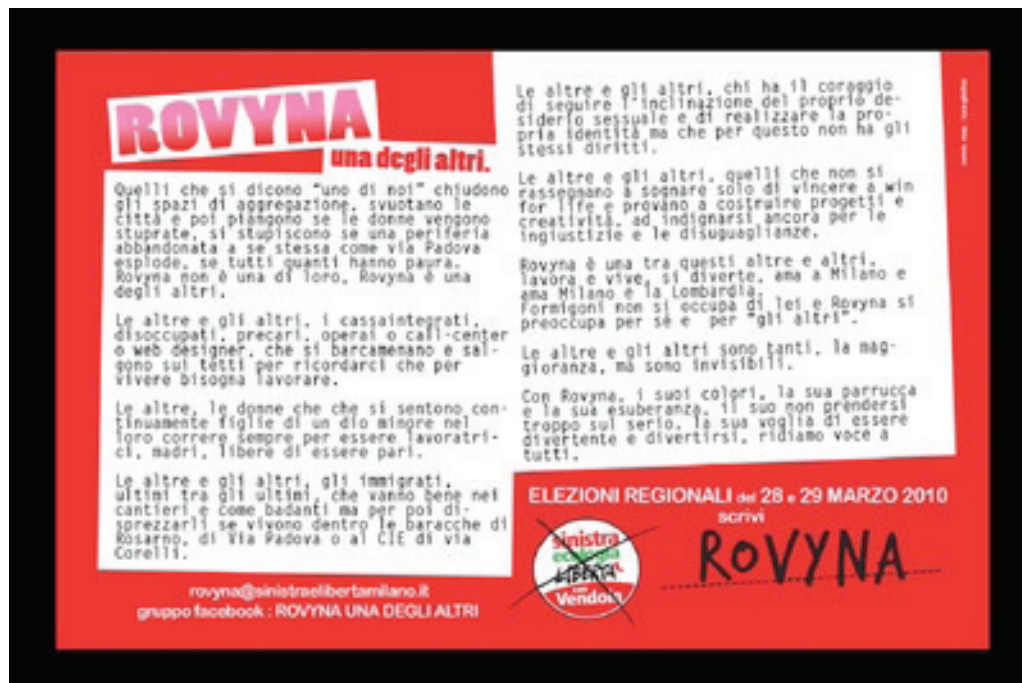 ROVYNA
una degli altri.
Quelli che si dicono "uno di noi" chiudono
gli spazi di aggregazione, svuotano le
città e poi piangono se le donne vengono
stuprate, si stupiscono se una periferia
abbandonata a se stessa come via Padova
esplode, se tutti quanti hanno paura.
Rovyna non è una di loro, Rovyna è una
degli altri.
Le altre e gli altri, i cassaintegrati,
disoccupati, precari, operai o call-center
o web designer, che si barcamenano e sal-
gono sui tetti per ricordarci che per
vivere bisogna lavorare.
Le altre, le donne che che si sentono con-
tinuamente figlie di un dio minore nel
loro correre sempre per essere lavoratri-
ci, madri, libere di essere pari.
Le altre e gli altri, gli immigrati,
ultimi tra gli ultimi, che vanno bene nei
cantieri e come badanti ma per poi di-
sprezzarli se vivono dentro le baracche di
Rosarno, di Via Padova o al CIE di via
Corelli.
rovyna@sinistraelibertamilano.it
gruppo facebook : ROVYNA UNA DEGLI ALTRI
Le altre e gli altri, chi ha il coraggio
di seguire l'inclinazione del proprio de-
siderio sessuale e di realizzare la pro-
pria identità ma che per questo non ha gli
stessi diritti.
Le altre e gli altri, quelli che non si
rassegnano a sognare solo di vincere a win
for life e provano a costruire progetti e
creatività, ad indignarsi ancora per le
ingiustizie e le disuguaglianze.
Rovyna è una tra questi altre e altri,
lavora e vive, si diverte, ama a Milano e
ama Milano e la Lombardia.
Formigoni non si occupa di lei e Rovyna si
preoccupa per sè e per "gli altri".
Le altre e gli altri sono tanti, la mag-
gioranza, ma sono invisibili.
Con Rovyna, i suoi colori, la sua parrucca
e la sua esuberanza, il suo non prendersi
troppo sul serio, la sua voglia di essere
divertente e divertirsi, ridiamo voce a
tutti.
ELEZIONI REGIONALI del 28 e 29 MARZO 2010
scrivi
sinistra
ecologia
LIBERTÀ
con
Vendola
ROVYNA